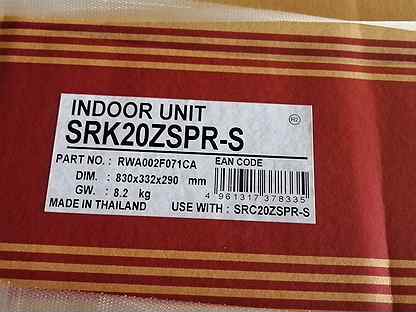 INDOOR UNIT
R2
SRK20ZSPR-S
PART NO. : RWA002F071CA EAN CODE
DIM. : 830x332x290 mm
GW. : 8.2 kg
4 961317 378335
MADE IN THAILAND USE WITH : SRC20ZSPR-S